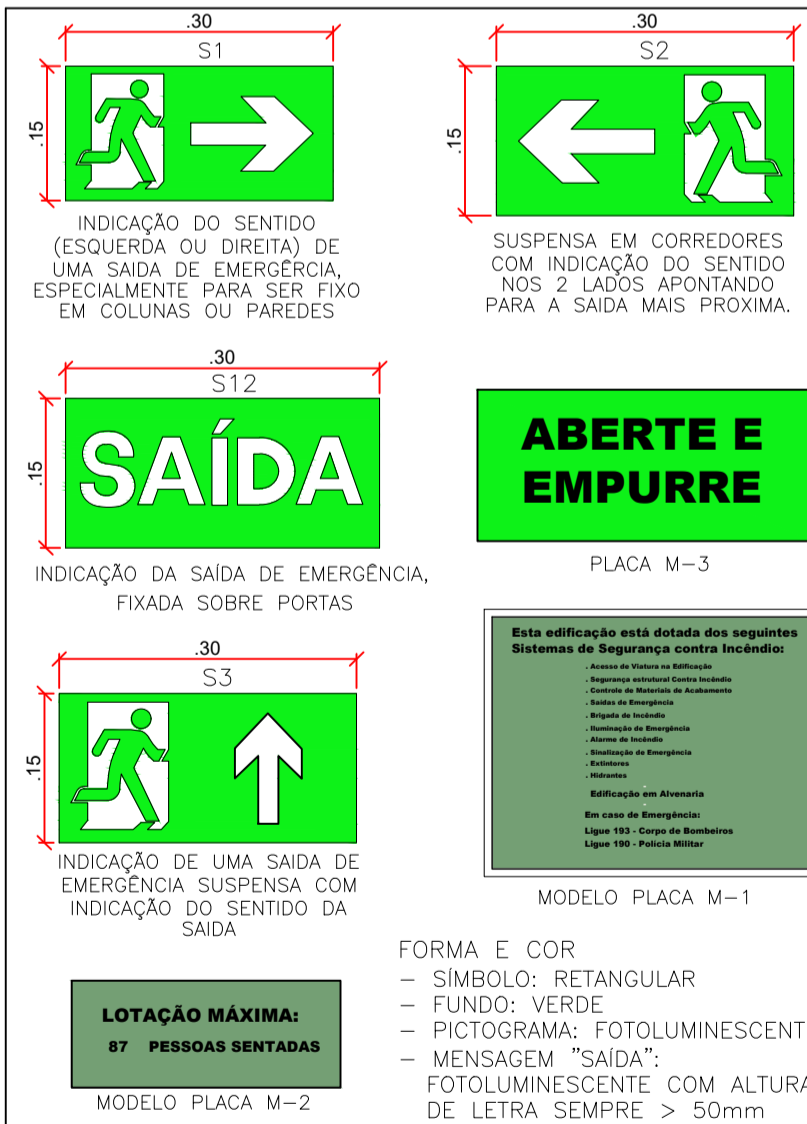 .30
S1
.15
INDICAÇÃO DO SENTIDO
(ESQUERDA OU DIREITA) DE
UMA SAIDA DE EMERGÊRCIA,
ESPECIALMENTE PARA SER FIXO
EM COLUNAS OU PAREDES
.30
S2
.15
SUSPENSA EM CORREDORES
COM INDICAÇÃO DO SENTIDO
NOS 2 LADOS APONTANDO
PARA A SAIDA MAIS PROXIMA.
.30
S12
.15
SAÍDA
INDICAÇÃO DA SAÍDA DE EMERGÊNCIA,
FIXADA SOBRE PORTAS
ABERTE E
EMPURRE
PLACA M-3
.30
S3
.15
INDICAÇÃO DE UMA SAIDA DE
EMERGÊNCIA SUSPENSA COM
INDICAÇÃO DO SENTIDO DA
SAIDA
Esta edificação está dotada dos seguintes
Sistemas de Segurança contra Incêndio:
. Acesso de Viatura na Edificação
. Segurança estrutural Contra Incêndio
. Controle de Materiais de Acabamento
. Saídas de Emergência
. Brigada de Incêndio
. Iluminação de Emergência
. Alarme de Incêndio
. Sinalização de Emergência
. Extintores
. Hidrantes
Edificação em Alvenaria
Em caso de Emergência:
Ligue 193 - Corpo de Bombeiros
Ligue 190 - Polícia Militar
MODELO PLACA M-1
LOTAÇÃO MÁXIMA:
87 PESSOAS SENTADAS
MODELO PLACA M-2
FORMA E COR
- SÍMBOLO: RETANGULAR
- FUNDO: VERDE
- PICTOGRAMA: FOTOLUMINESCENT
- MENSAGEM "SAÍDA":
FOTOLUMINESCENTE COM ALTURA
DE LETRA SEMPRE > 50mm